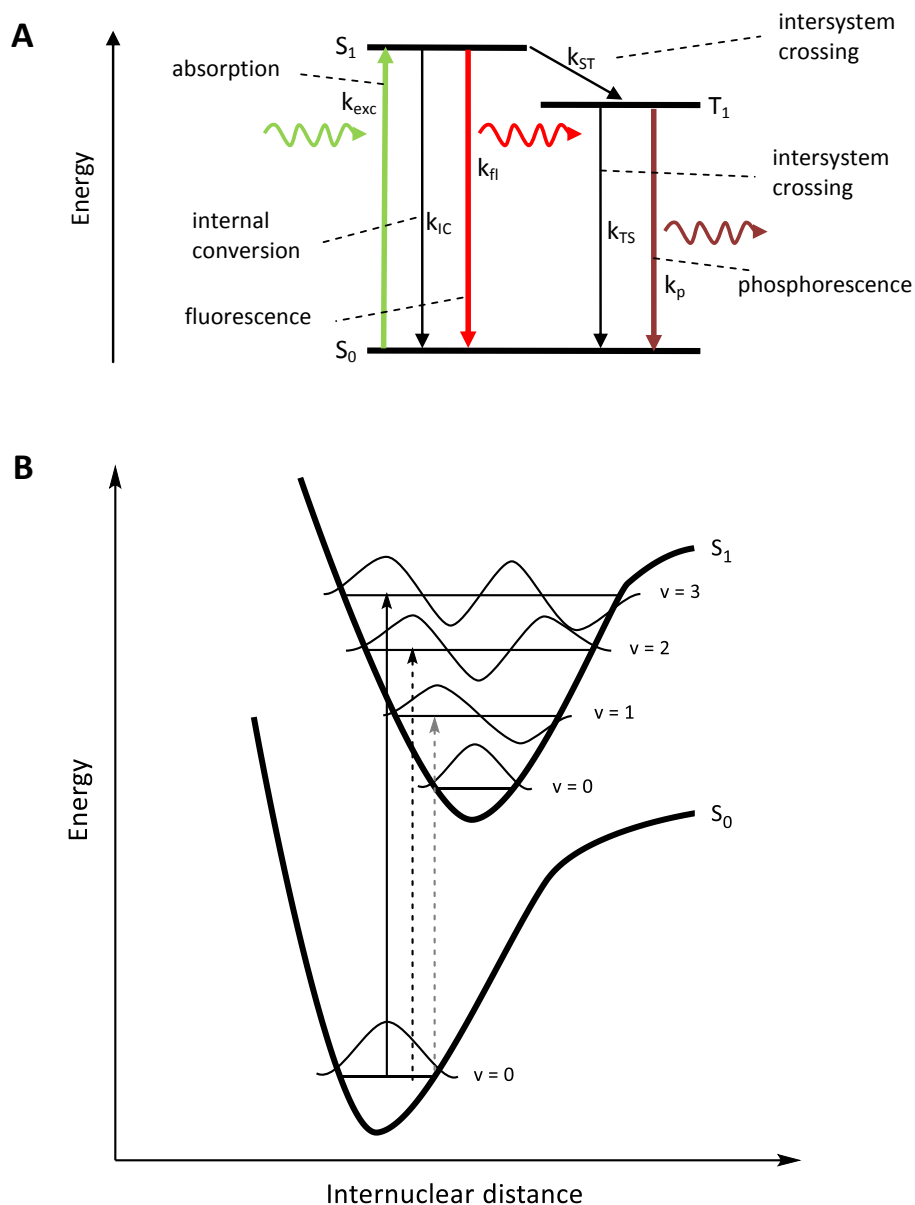 A
S1
intersystem
crossing
kST
absorption
T1
kexc
Energy
kfl
intersystem
crossing
internal
conversion
kIC
kTS
kp
phosphorescence
fluorescence
S0
B
S1
v = 3
v = 2
v = 1
v = 0
S0
Energy
v = 0
Internuclear distance